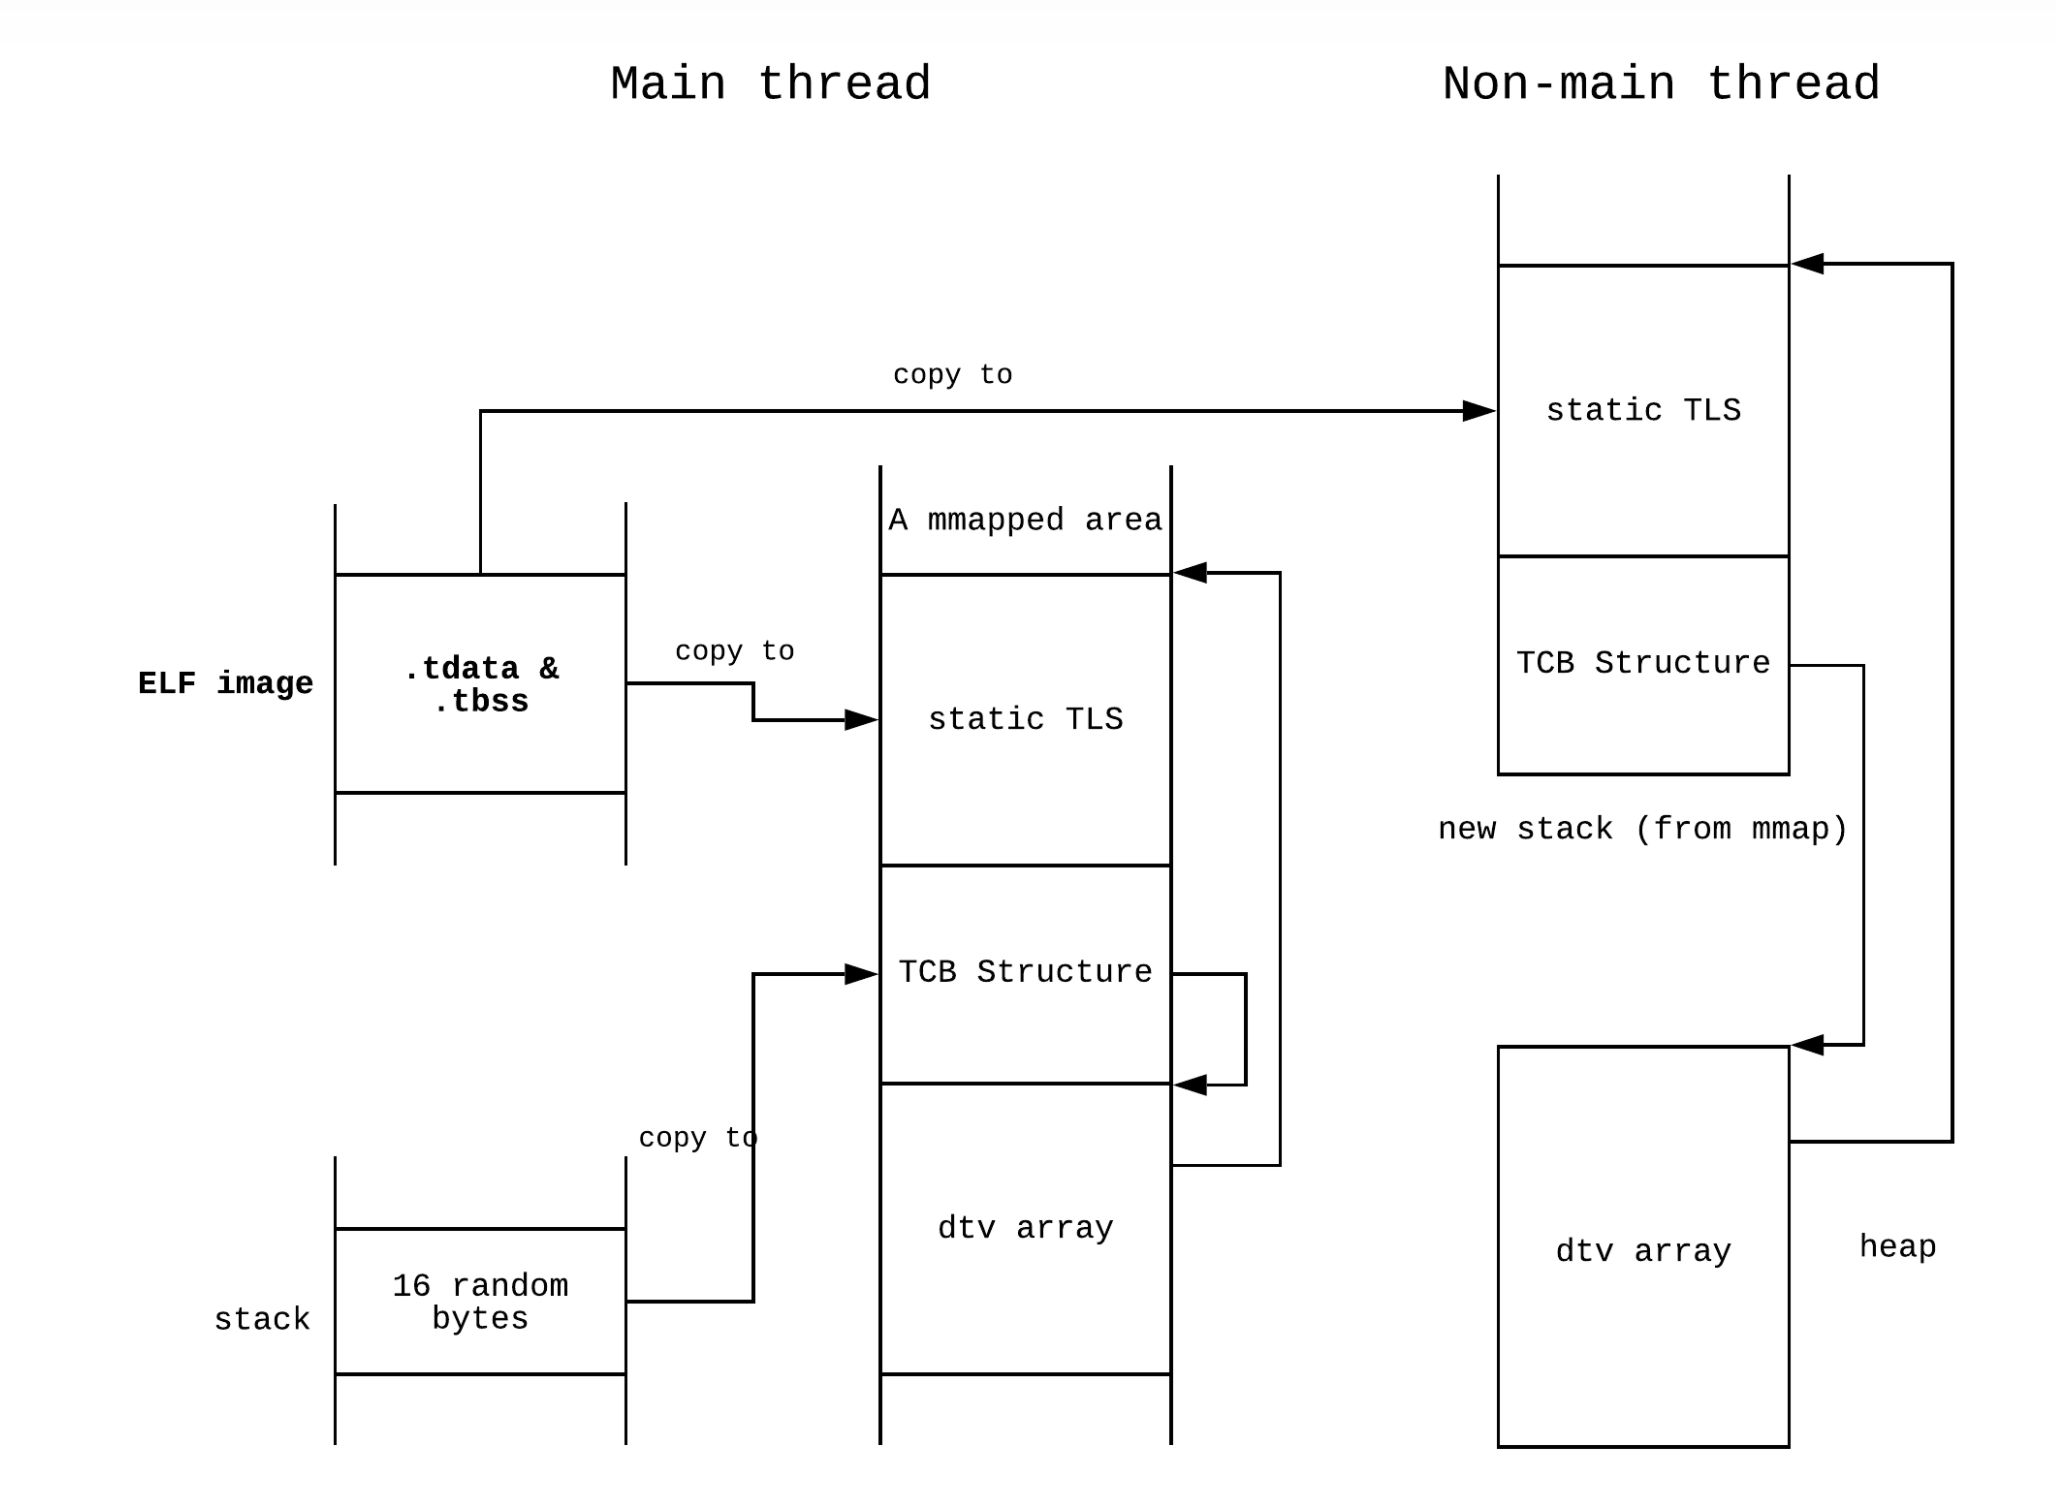 Main thread
Non-main thread
copy to
static TLS
A mmapped area
ELF image
.tdata &
.tbss
copy to
static TLS
TCB Structure
new stack (from mmap)
TCB Structure
copy to
stack
16 random
bytes
dtv array
dtv array
heap